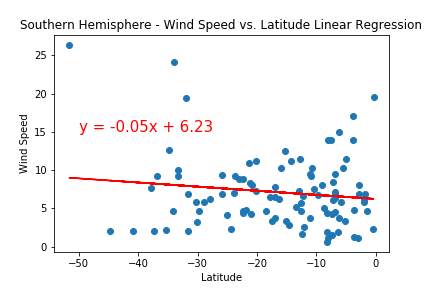 Southern Hemisphere - Wind Speed vs. Latitude Linear Regression
25
20
15
10
5
0
Wind Speed
y = -0.05x + 6.23
−50 −40 −30 −20 −10 0
Latitude